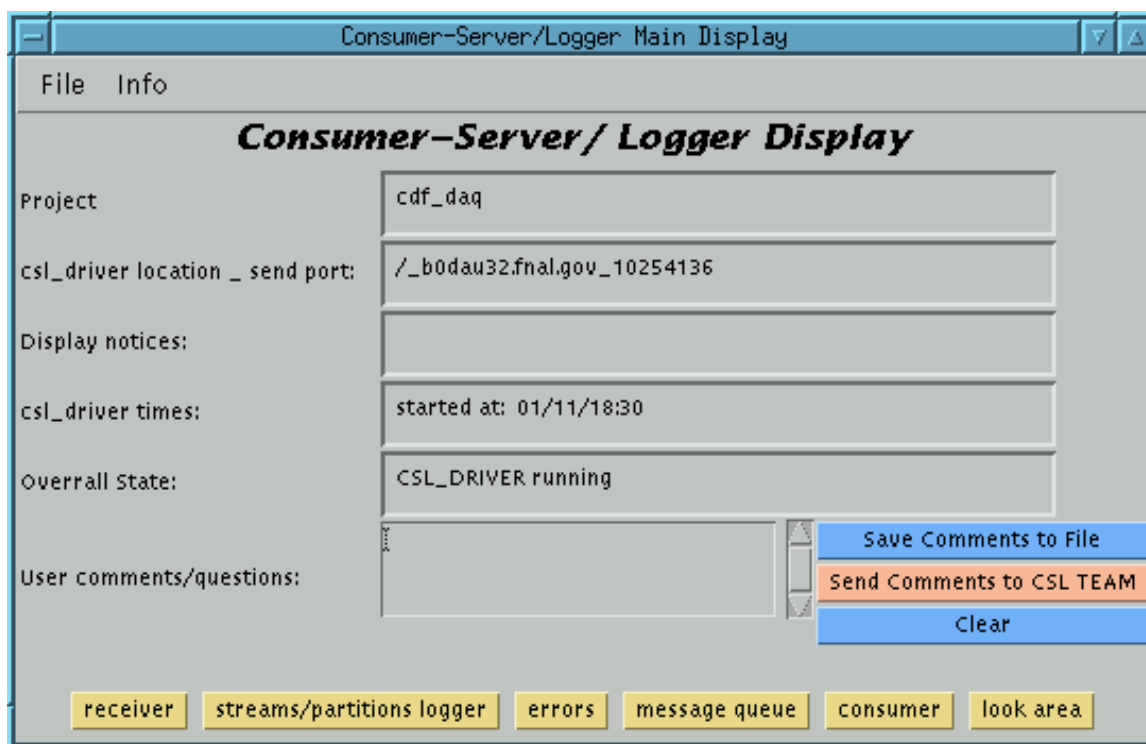 Consumer-Server/Logger Main Display
File Info
Consumer-Server/ Logger Display
Project
cdf_daq
csl_driver location _ send port:
/_b0dau32.fnal.gov_10254136
Display notices:
csl_driver times:
started at: 01/11/18:30
Overrall State:
CSL_DRIVER running
User comments/questions:
Save Comments to File
Send Comments to CSL TEAM
Clear
receiver streams/partitions logger errors message queue consumer look area